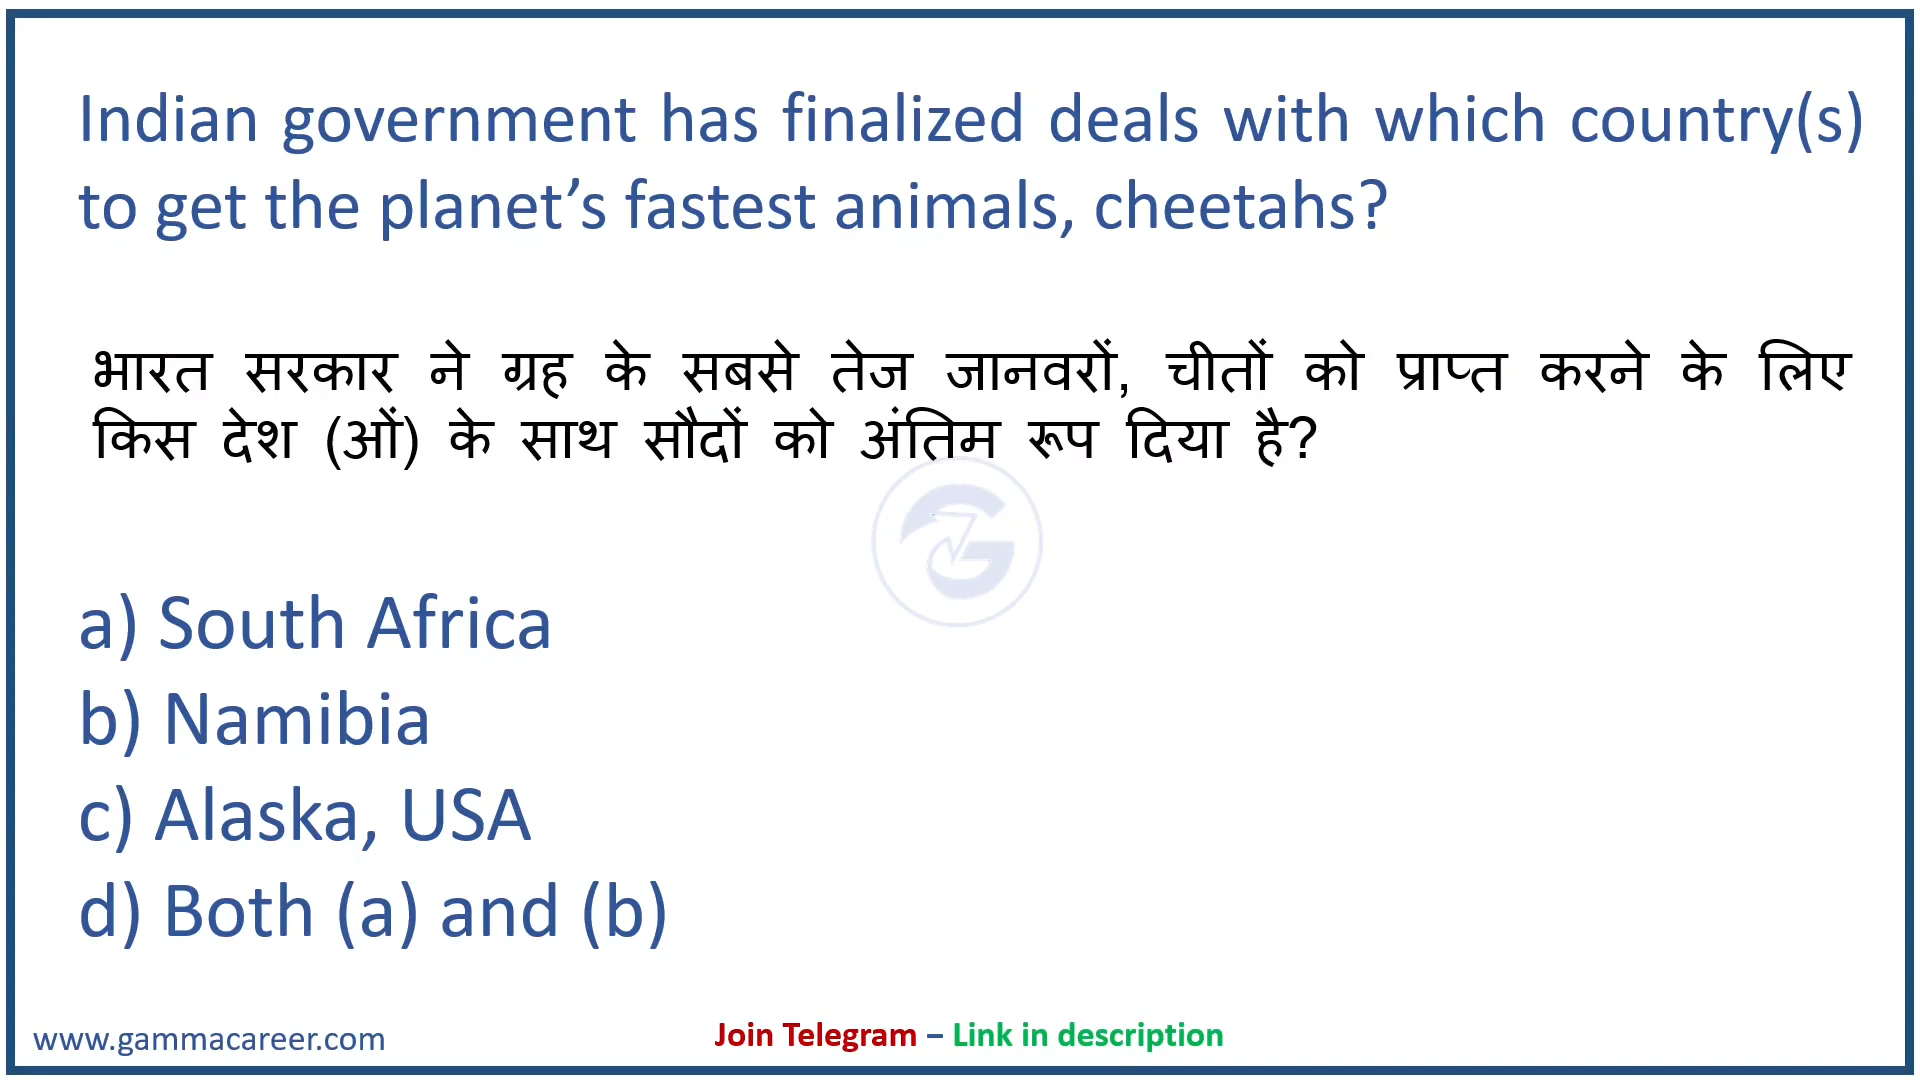 Indian government has finalized deals with which country(s)
to get the planet’s fastest animals, cheetahs?
भारत सरकार ने ग्रह के सबसे तेज जानवरों, चीतों को प्राप्त करने के लिए
किस देश (ओं) के साथ सौदों को अंतिम रूप दिया है?
a) South Africa
b) Namibia
c) Alaska, USA
d) Both (a) and (b)
www.gammacareer.com
Join Telegram – Link in description